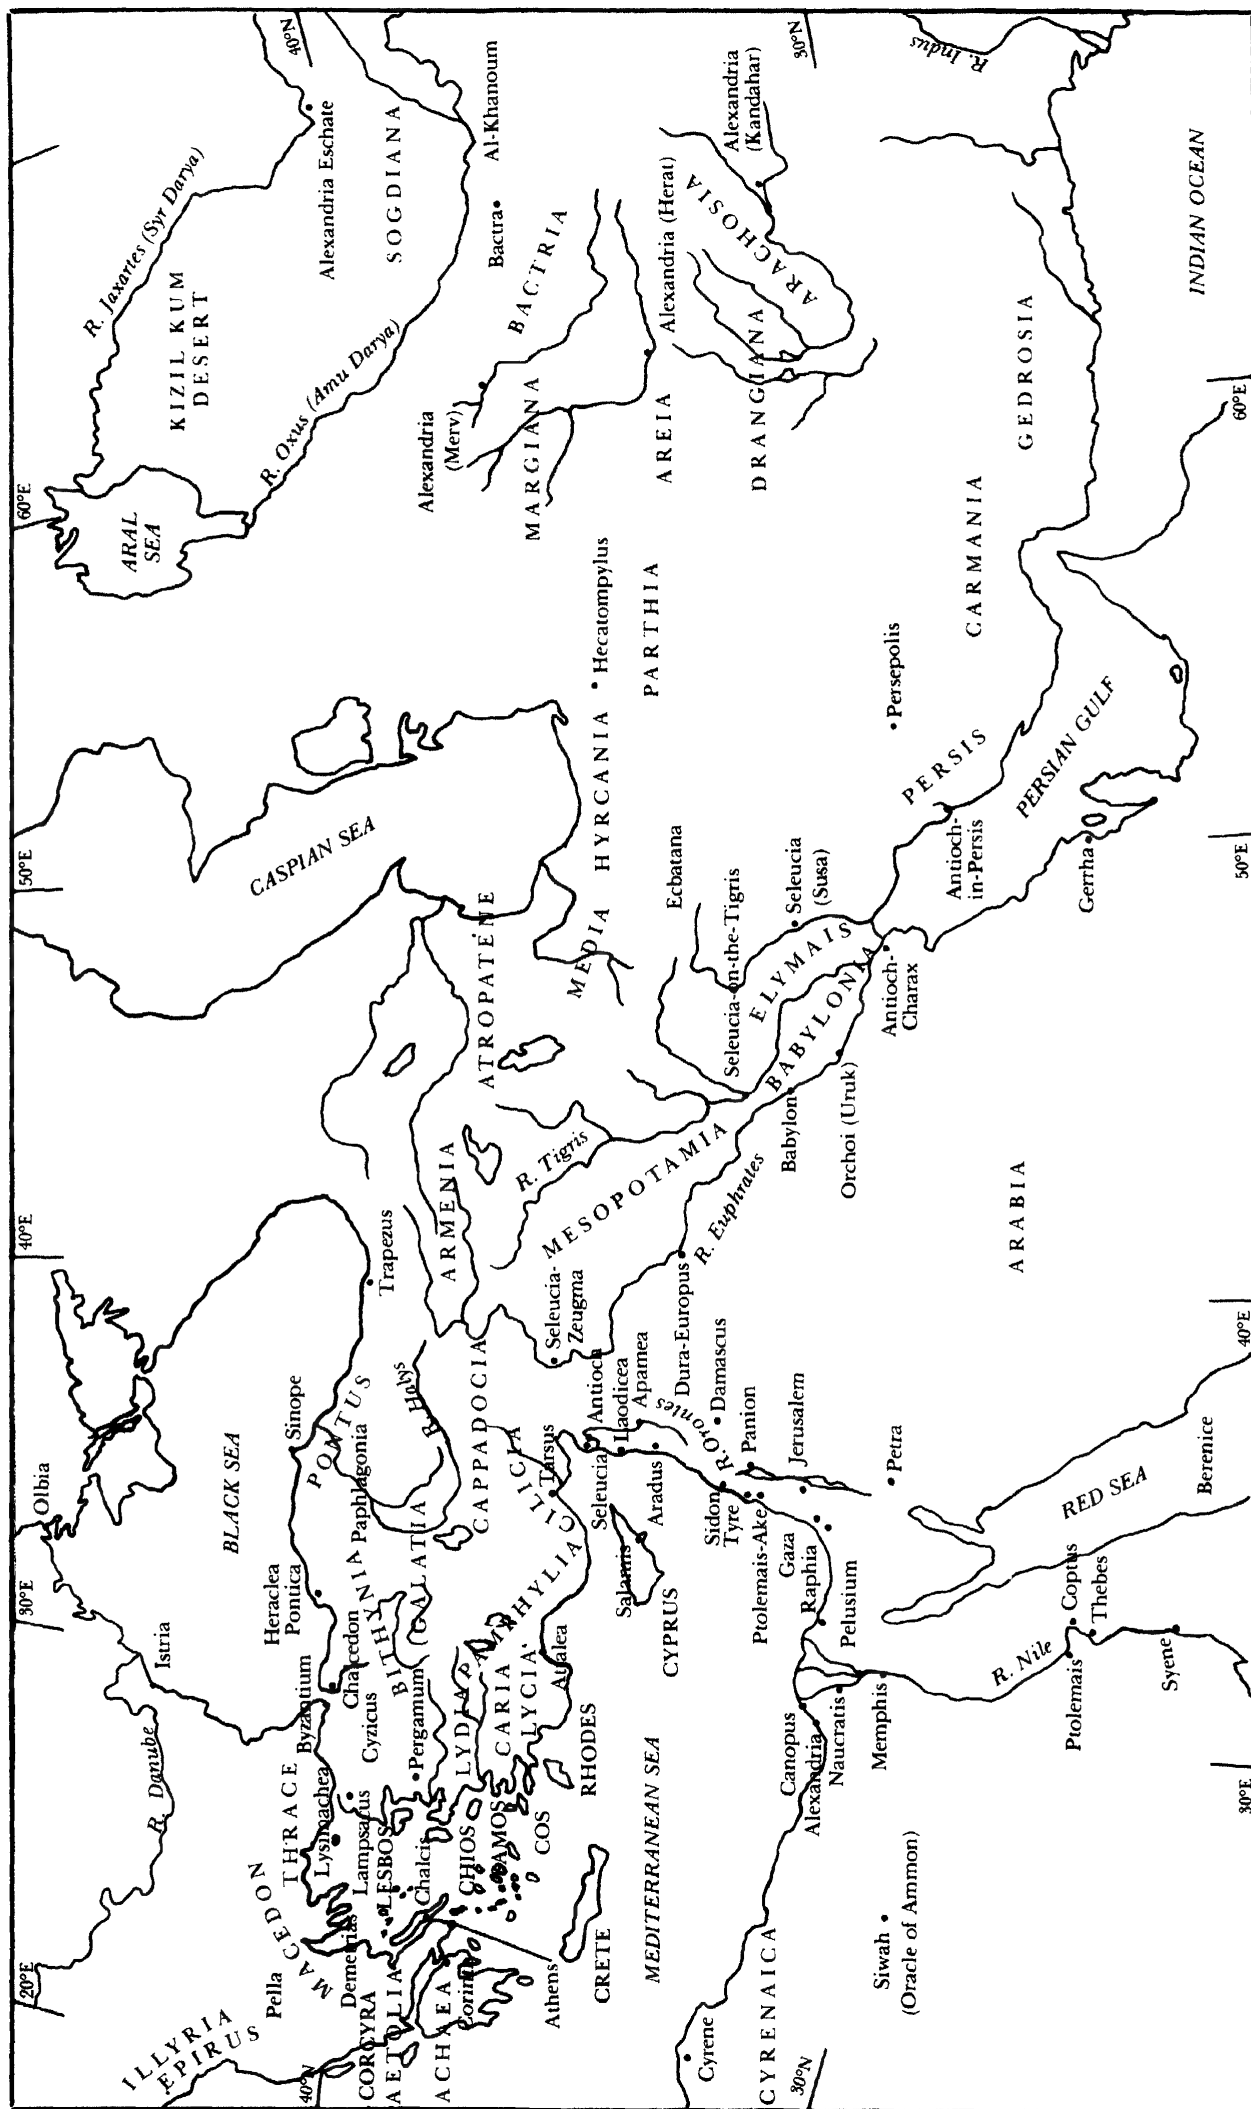 20°E
30°E
40°E
50°E
60°E
ILLYRIA
EPIRUS
R. Danube
Istria
Olbia
BLACK SEA
CASPIAN SEA
ARAL
SEA
KIZIL KUM
DESERT
R. Jaxartes (Syr Darya)
R. Oxus (Amu Darya)
40°N
40°N
Pella
MACEDON
THRACE
Lysimachea
Byzantium
Heraclea
Pontica
Sinope
PONTUS
Paphlagonia
Trapezus
Alexandria Eschate
SOGDIANA
CORCYRA
Demetrias
Lampsacus
Cyzicus
Chalcedon
BITHYNIA
R. Halys
AETOLIA
LESBOS
Chalcis
Pergamum
GALATIA
ARMENIA
Alexandria
(Merv)
Bactra
Al-Khanoum
ACHAEA
Corinth
CHIOS
LYDIA
CAPPADOCIA
ATROPATENE
MARGIANA
BACTRIA
SAMOS
CARIA
PAMPHYLIA
CILICIA
Tarsus
R. Tigris
MEDIA
HYRCANIA
Hecatompylus
COS
LYCIA
Attalea
Seleucia-
Zeugma
MESOPOTAMIA
Athens
CRETE
RHODES
Salamis
Seleucia
Antioch
Laodicea
Apamea
PARTHIA
AREIA
Alexandria (Herat)
MEDITERRANEAN SEA
CYPRUS
Aradus
R. Orontes
Dura-Europus
R. Euphrates
Ecbatana
Seleucia-on-the-Tigris
ARACHOSIA
Alexandria
(Kandahar)
Cyrene
Sidon
Tyre
Damascus
Panion
ELYMAIS
Seleucia
(Susa)
DRANGIANA
CYRENAICA
30°N
30°N
Canopus
Alexandria
Naucratis
Ptolemais-Ake
Gaza
Raphia
Pelusium
Jerusalem
BABYLONIA
Babylon
Orchoi (Uruk)
Siwah
(Oracle of Ammon)
Memphis
Petra
Antioch-
Charax
Antioch-
in-Persis
PERSIS
Persepolis
CARMANIA
GEDROSIA
R. Indus
R. Nile
ARABIA
PERSIAN GULF
Gerrha
Ptolemais
Coptus
Thebes
RED SEA
Syene
Berenice
INDIAN OCEAN
30°E
40°E
50°E
60°E